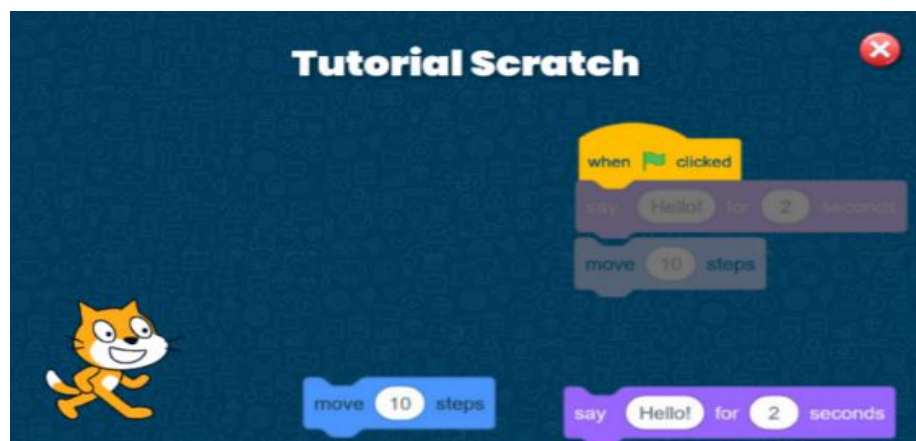 Tutorial Scratch
when clicked
say Hello! for 2 seconds
move 10 steps
move 10 steps
say Hello! for 2 seconds